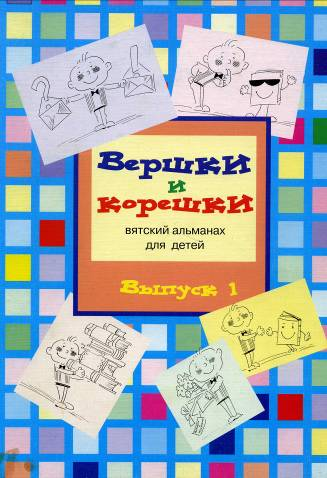 Вершки
и
корешки
вятский альманах
для детей
Выпуск 1